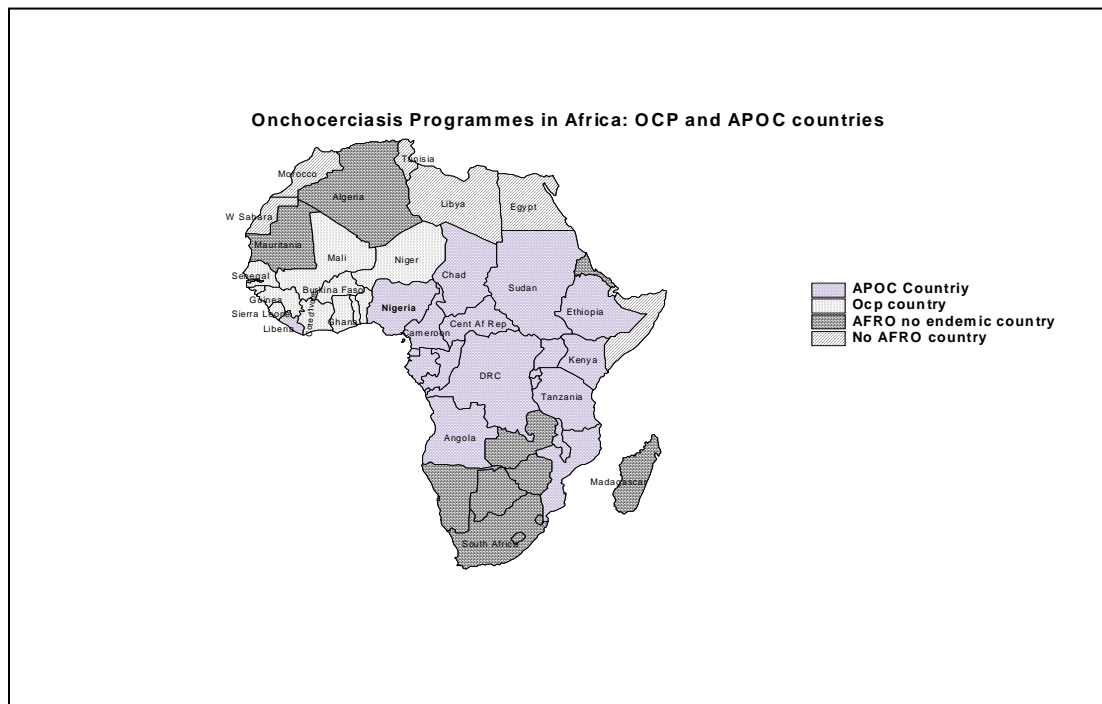 Onchocerciasis Programmes in Africa: OCP and APOC countries
Tunisia
Morocco
Algeria
Libya
Egypt
W Sahara
Mauritania
Mali
Niger
Senegal
Chad
Sudan
Burkina Faso
Guinea
Nigeria
Ethiopia
Sierra Leone
Ghana
Liberia
Cameroon
Cent Af Rep
Kenya
DRC
Tanzania
Angola
Madagascar
South Africa
APOC Countriy
Ocp country
AFRO no endemic country
No AFRO country